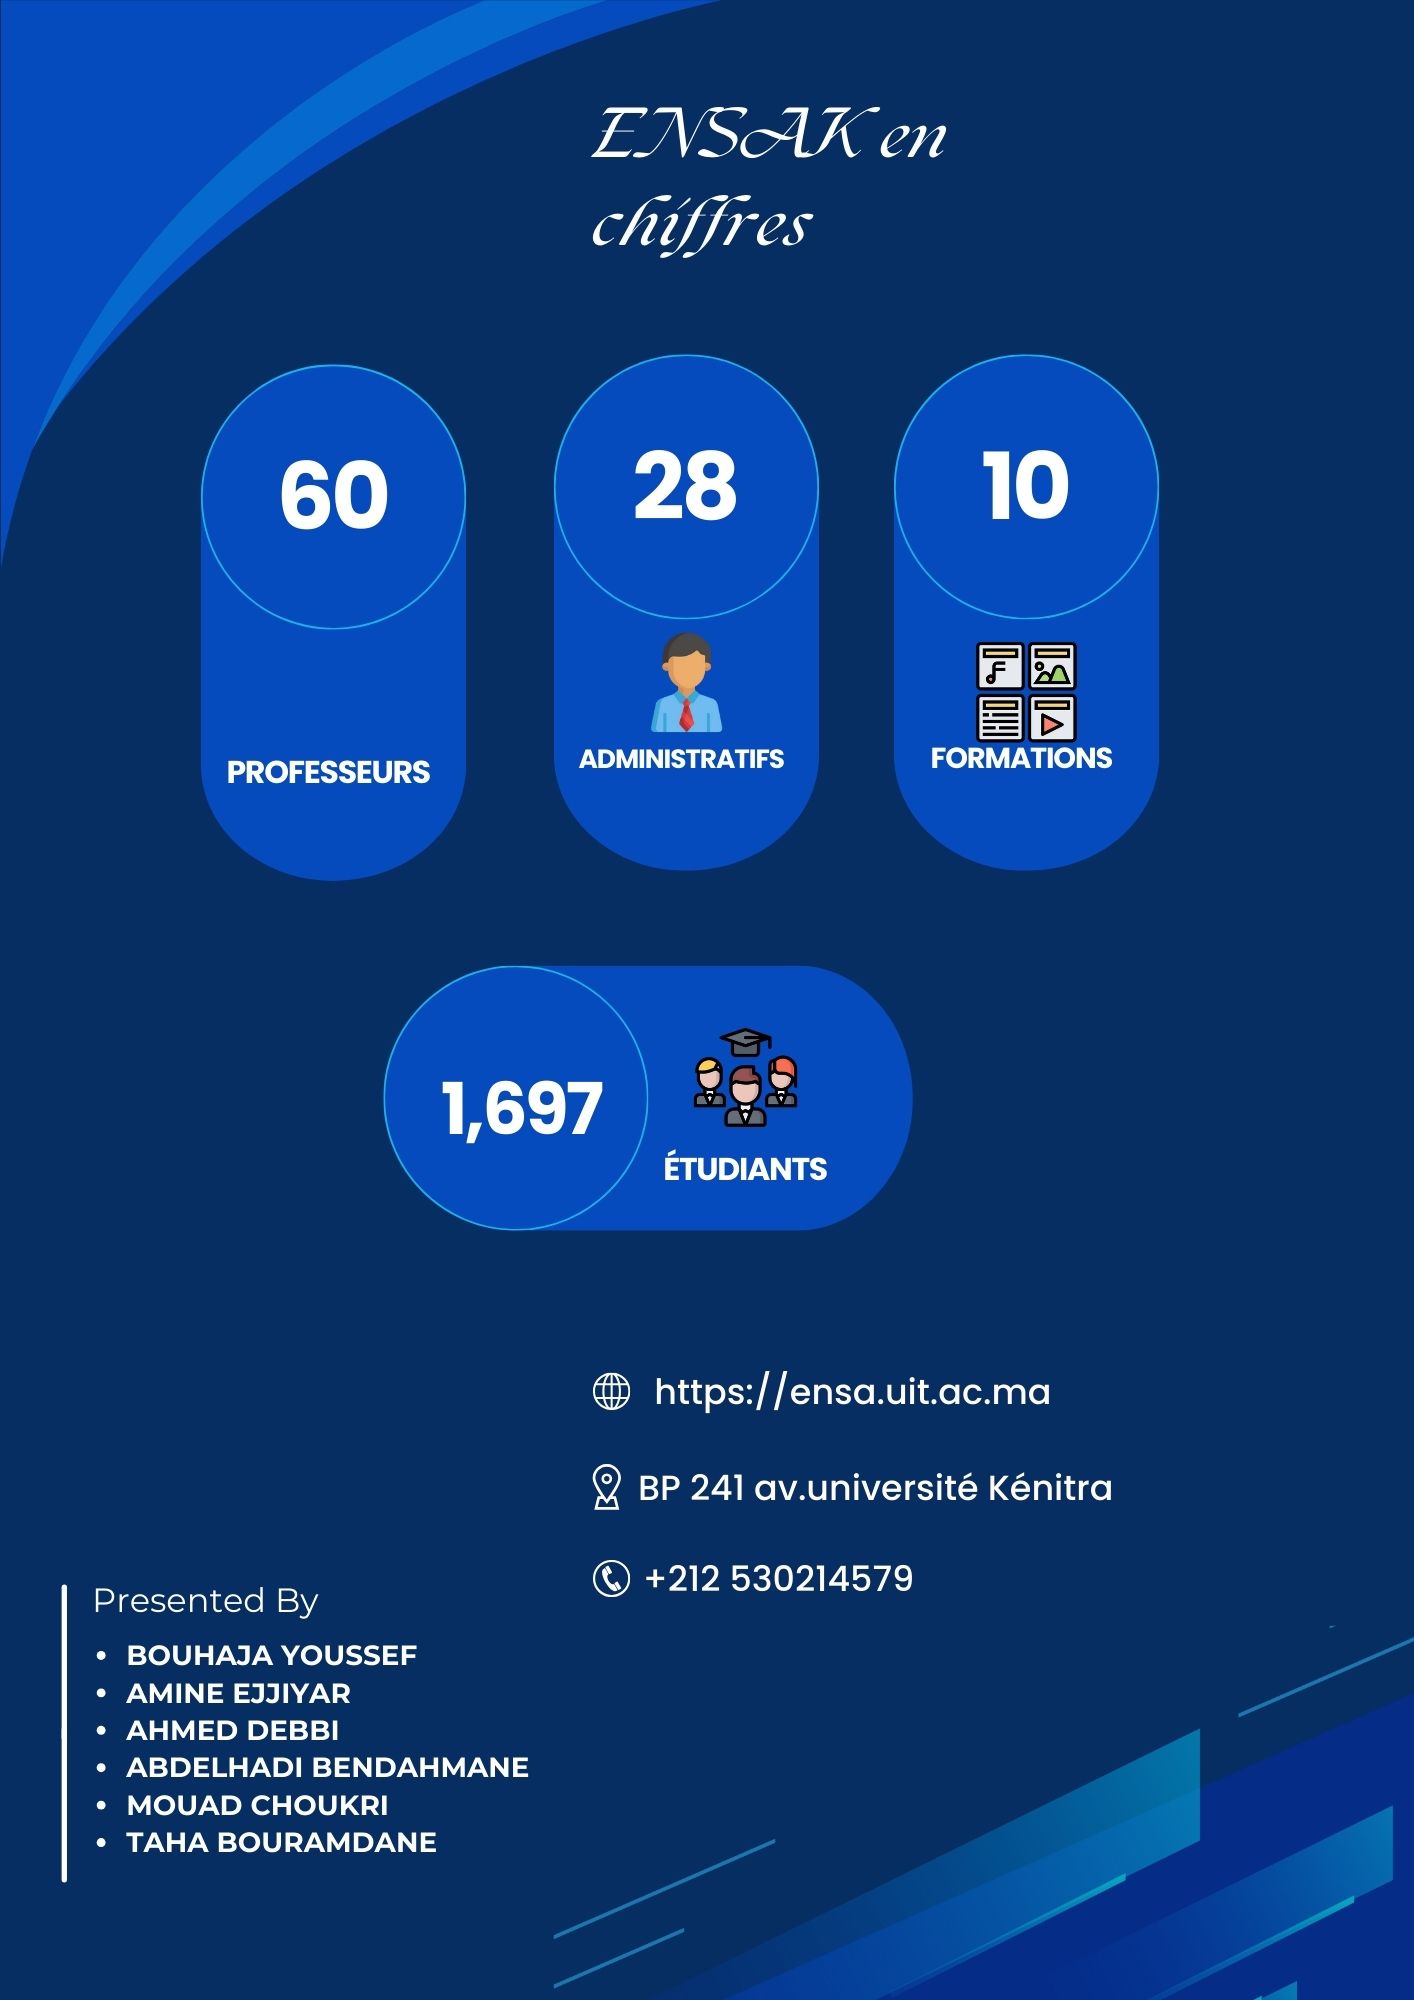 ENSAK en
chiffres
60
PROFESSEURS
28
ADMINISTRATIFS
10
FORMATIONS
1,697
ÉTUDIANTS
https://ensa.uit.ac.ma
BP 241 av.université Kénitra
+212 530214579
Presented By
• BOUHAJA YOUSSEF
• AMINE EJJIYAR
• AHMED DEBBI
• ABDELHADI BENDAHMANE
• MOUAD CHOUKRI
• TAHA BOURAMDANE